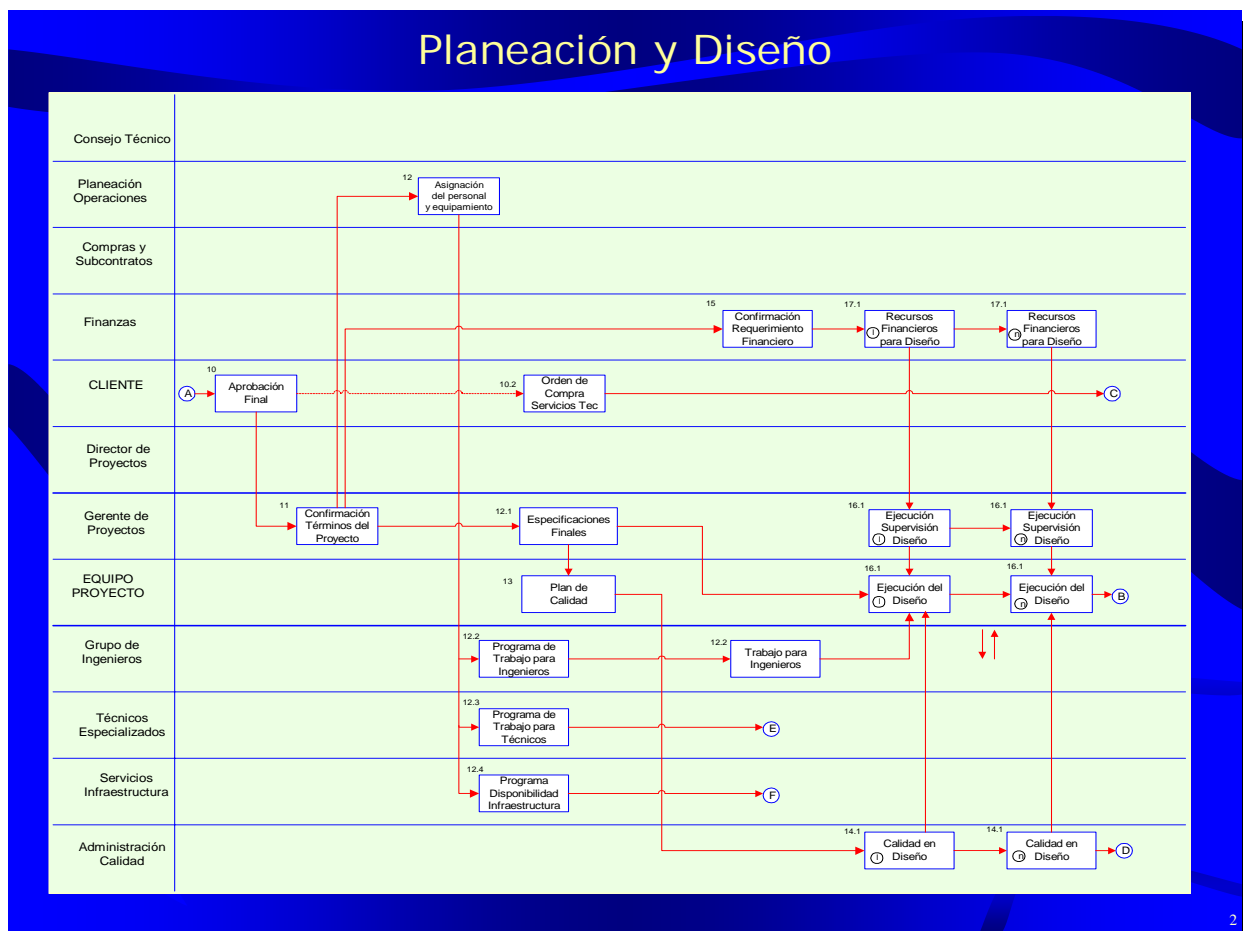 Planeación y Diseño
Consejo Técnico
Planeación
Operaciones
12
Asignación
del personal
y equipamiento
Compras y
Subcontratos
Finanzas
15
Confirmación
Requerimiento
Financiero
17.1
Recursos
I Financieros
para Diseño
17.1
Recursos
n Financieros
para Diseño
CLIENTE
A
10
Aprobación
Final
10.2
Orden de
Compra
Servicios Tec
C
Director de
Proyectos
Gerente de
Proyectos
11
Confirmación
Términos del
Proyecto
12.1
Especificaciones
Finales
16.1
Ejecución
Supervisión
I Diseño
16.1
Ejecución
Supervisión
n Diseño
EQUIPO
PROYECTO
13
Plan de
Calidad
16.1
Ejecución del
I Diseño
16.1
Ejecución del
n Diseño
B
Grupo de
Ingenieros
12.2
Programa de
Trabajo para
Ingenieros
12.2
Trabajo para
Ingenieros
Técnicos
Especializados
12.3
Programa de
Trabajo para
Técnicos
E
Servicios
Infraestructura
12.4
Programa
Disponibilidad
Infraestructura
F
Administración
Calidad
14.1
Calidad en
I Diseño
14.1
Calidad en
n Diseño
D
2